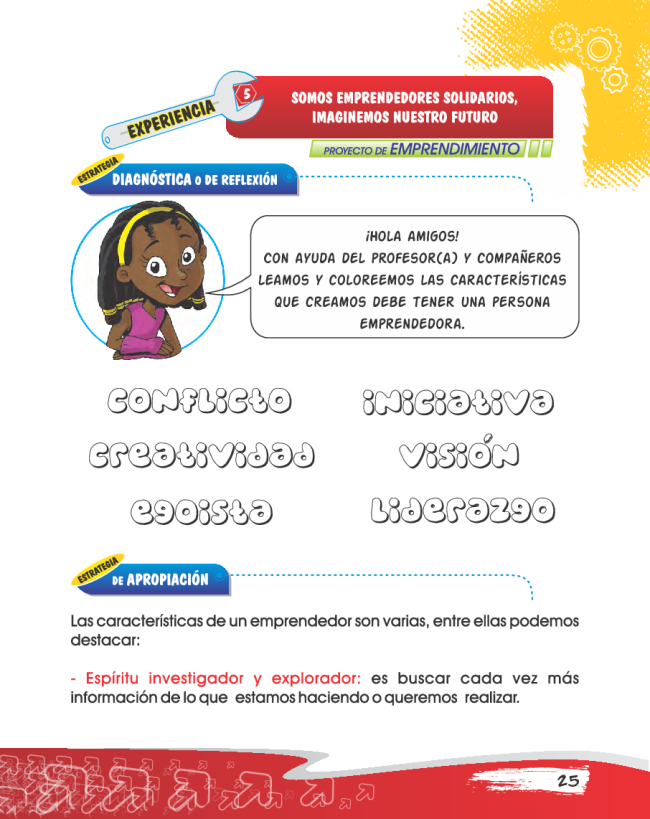 EXPERIENCIA 5
SOMOS EMPRENDEDORES SOLIDARIOS,
IMAGINEMOS NUESTRO FUTURO
PROYECTO DE EMPRENDIMIENTO
ESTRATEGIA
DIAGNÓSTICA O DE REFLEXIÓN
¡HOLA AMIGOS!
CON AYUDA DEL PROFESOR(A) Y COMPAÑEROS
LEAMOS Y COLOREEMOS LAS CARACTERÍSTICAS
QUE CREAMOS DEBE TENER UNA PERSONA
EMPRENDEDORA.
CONFLICTO
INICIATIVA
CREATIVIDAD
VISIÓN
EGOISTA
LIDERAZGO
ESTRATEGIA
DE APROPIACIÓN
Las características de un emprendedor son varias, entre ellas podemos
destacar:
- Espíritu investigador y explorador: es buscar cada vez más
información de lo que estamos haciendo o queremos realizar.
25